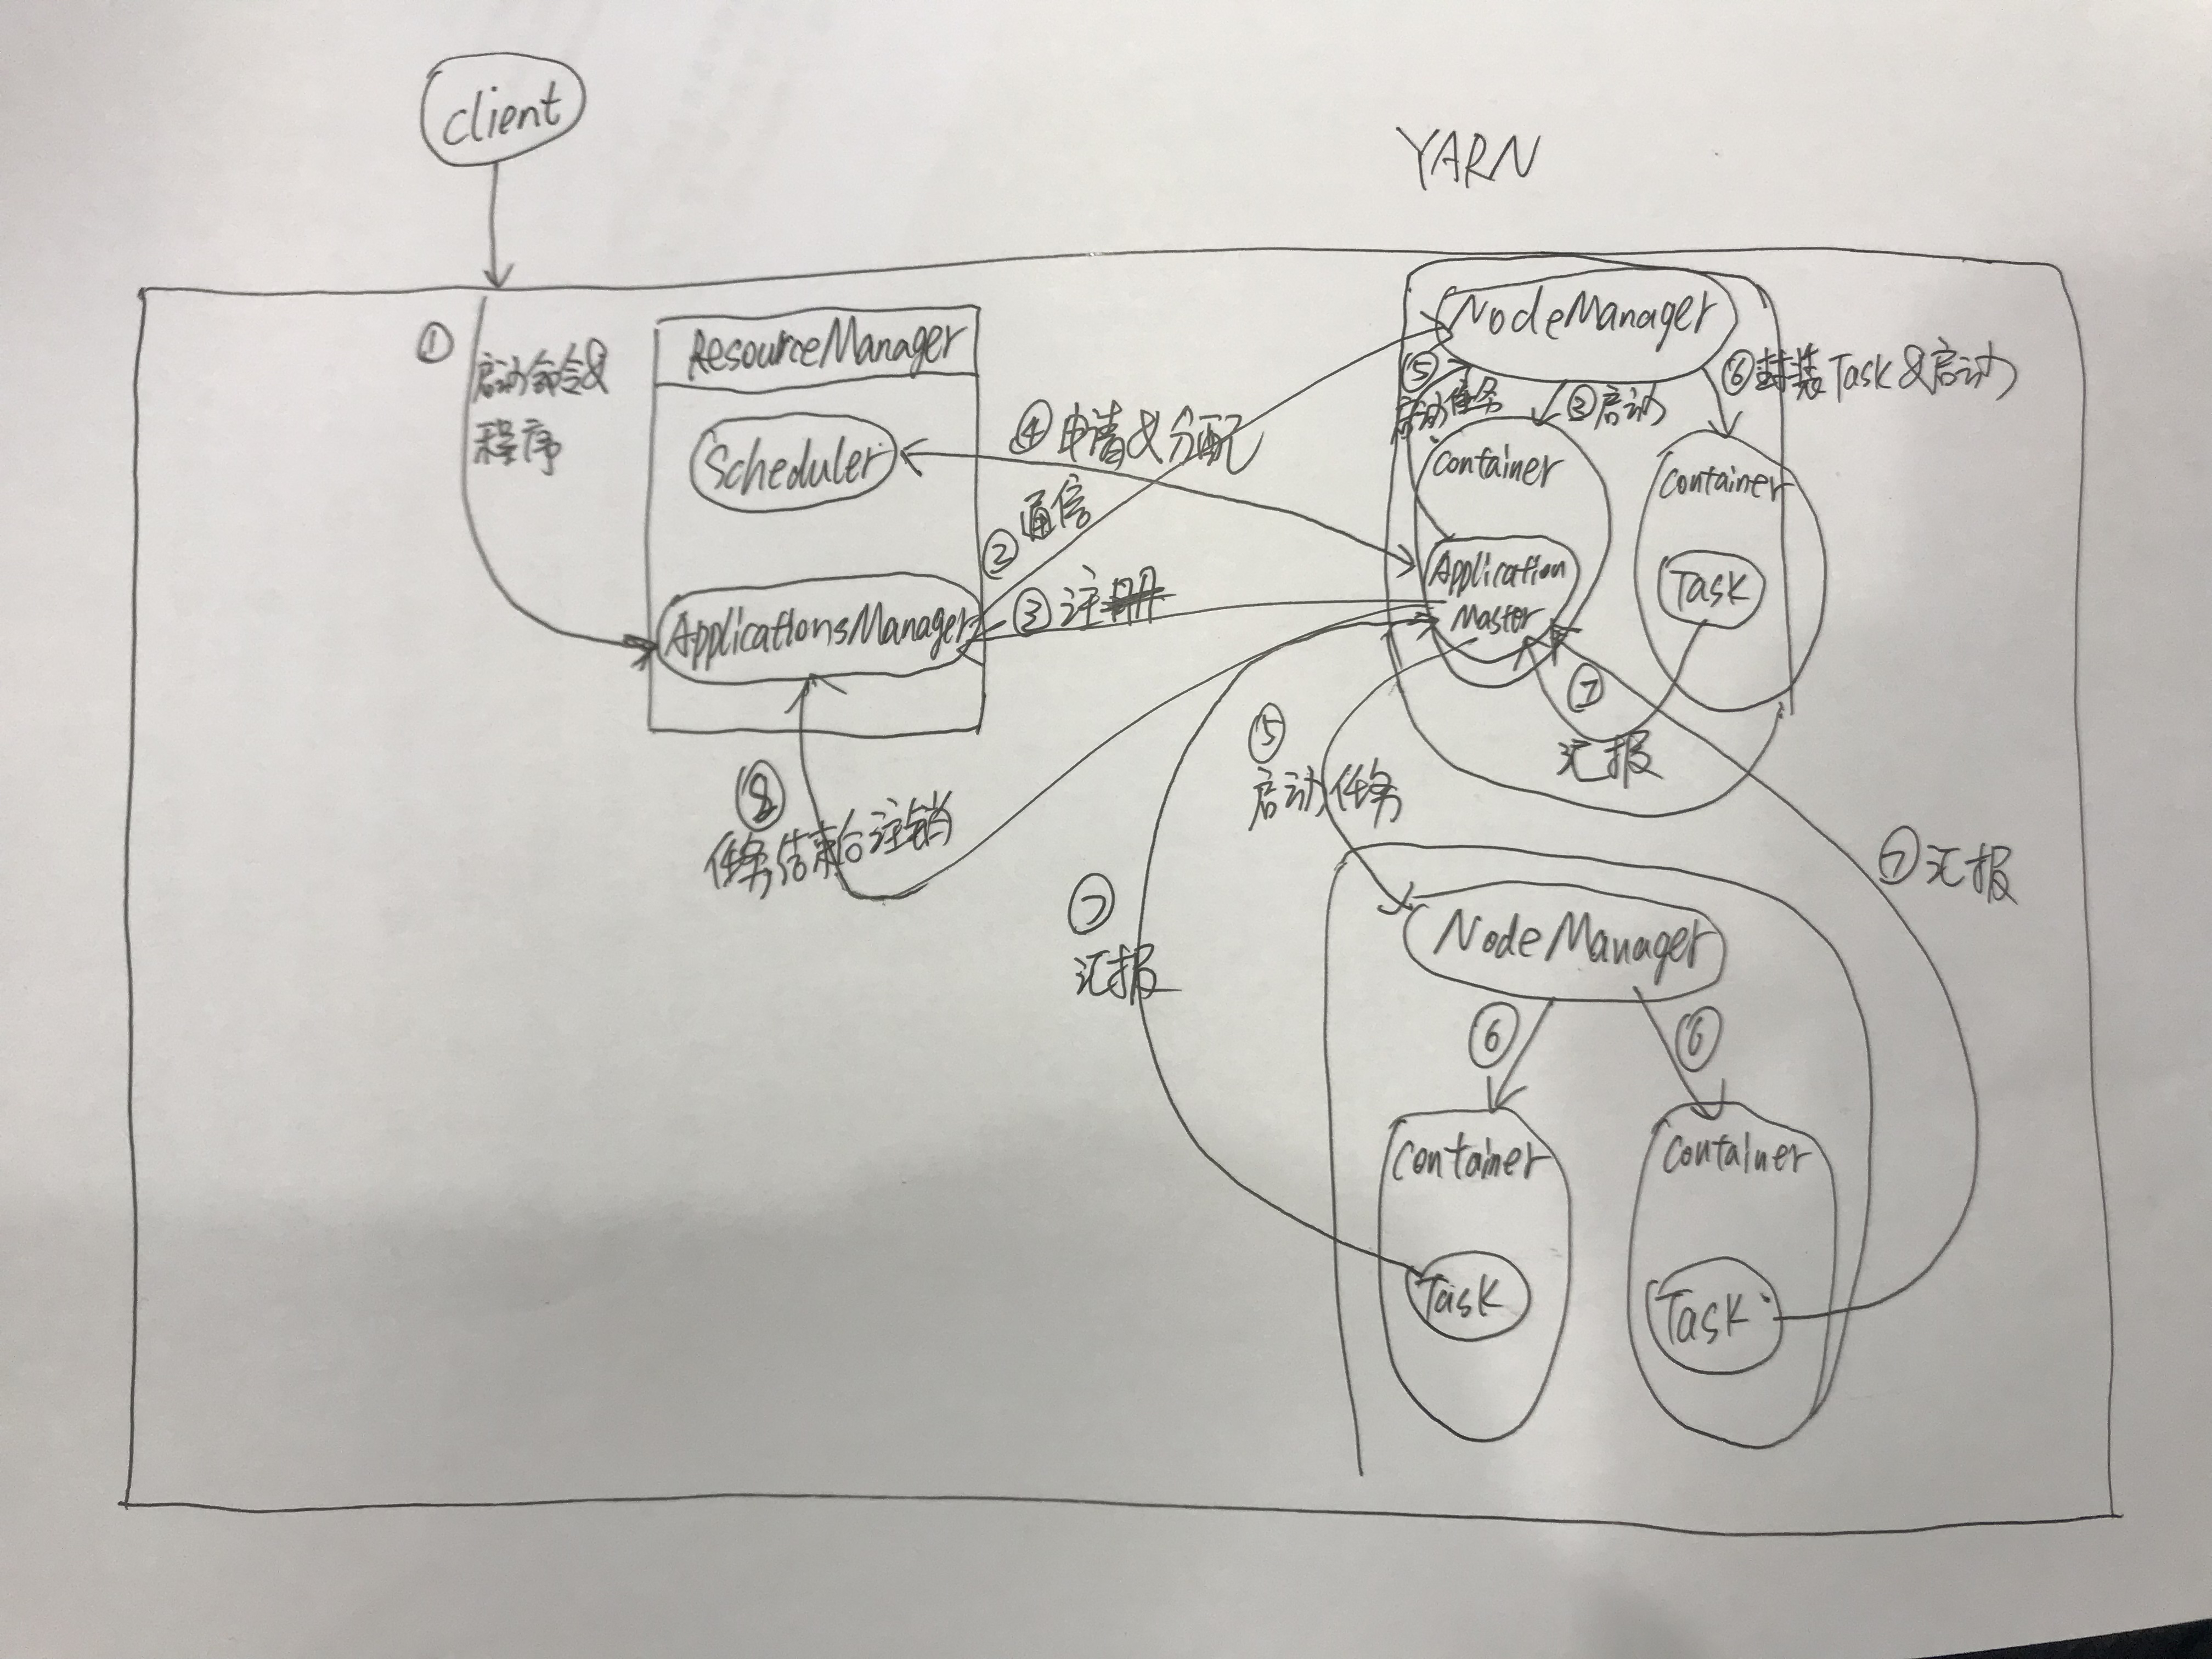 client
YARN
①
启动命令&
程序
ResourceManager
Scheduler
ApplicationsManager
④申请&分配
②通信
③注册
NodeManager
⑤
启动任务
②启动
⑥封装Task&启动
Container
Application
Master
Container
Task
⑦
汇报
⑤
启动任务
⑧
任务结束后注销
⑦
汇报
⑦汇报
NodeManager
⑥
⑥
Container
Task
Container
Task